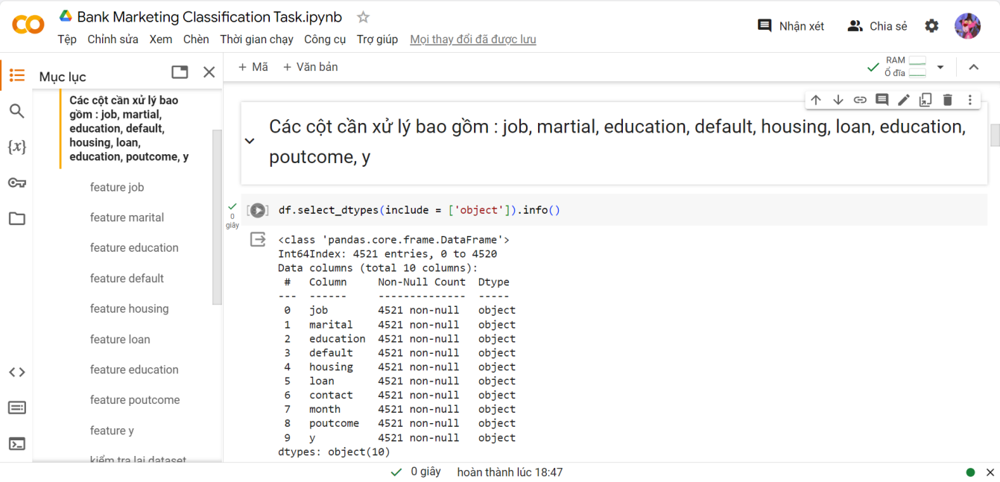 Bank Marketing Classification Task.ipynb
Tệp Chỉnh sửa Xem Chèn Thời gian chạy Công cụ Trợ giúp Mọi thay đổi đã được lưu
Nhận xét Chia sẻ
Mục lục
Các cột cần xử lý bao
gồm : job, martial,
education, default,
housing, loan,
education, poutcome, y
feature job
feature marital
feature education
feature default
feature housing
feature loan
feature education
feature poutcome
feature y
kiểm tra lại dataset
+ Mã + Văn bản
RAM
Ổ đĩa
Các cột cần xử lý bao gồm : job, martial, education, default, housing, loan, education,
poutcome, y
0
giây
df.select_dtypes(include = ['object']).info()
<class 'pandas.core.frame.DataFrame'>
Int64Index: 4521 entries, 0 to 4520
Data columns (total 10 columns):
# Column Non-Null Count Dtype
--- ------ -------------- -----
0 job 4521 non-null object
1 marital 4521 non-null object
2 education 4521 non-null object
3 default 4521 non-null object
4 housing 4521 non-null object
5 loan 4521 non-null object
6 contact 4521 non-null object
7 month 4521 non-null object
8 poutcome 4521 non-null object
9 y 4521 non-null object
dtypes: object(10)
0 giây hoàn thành lúc 18:47